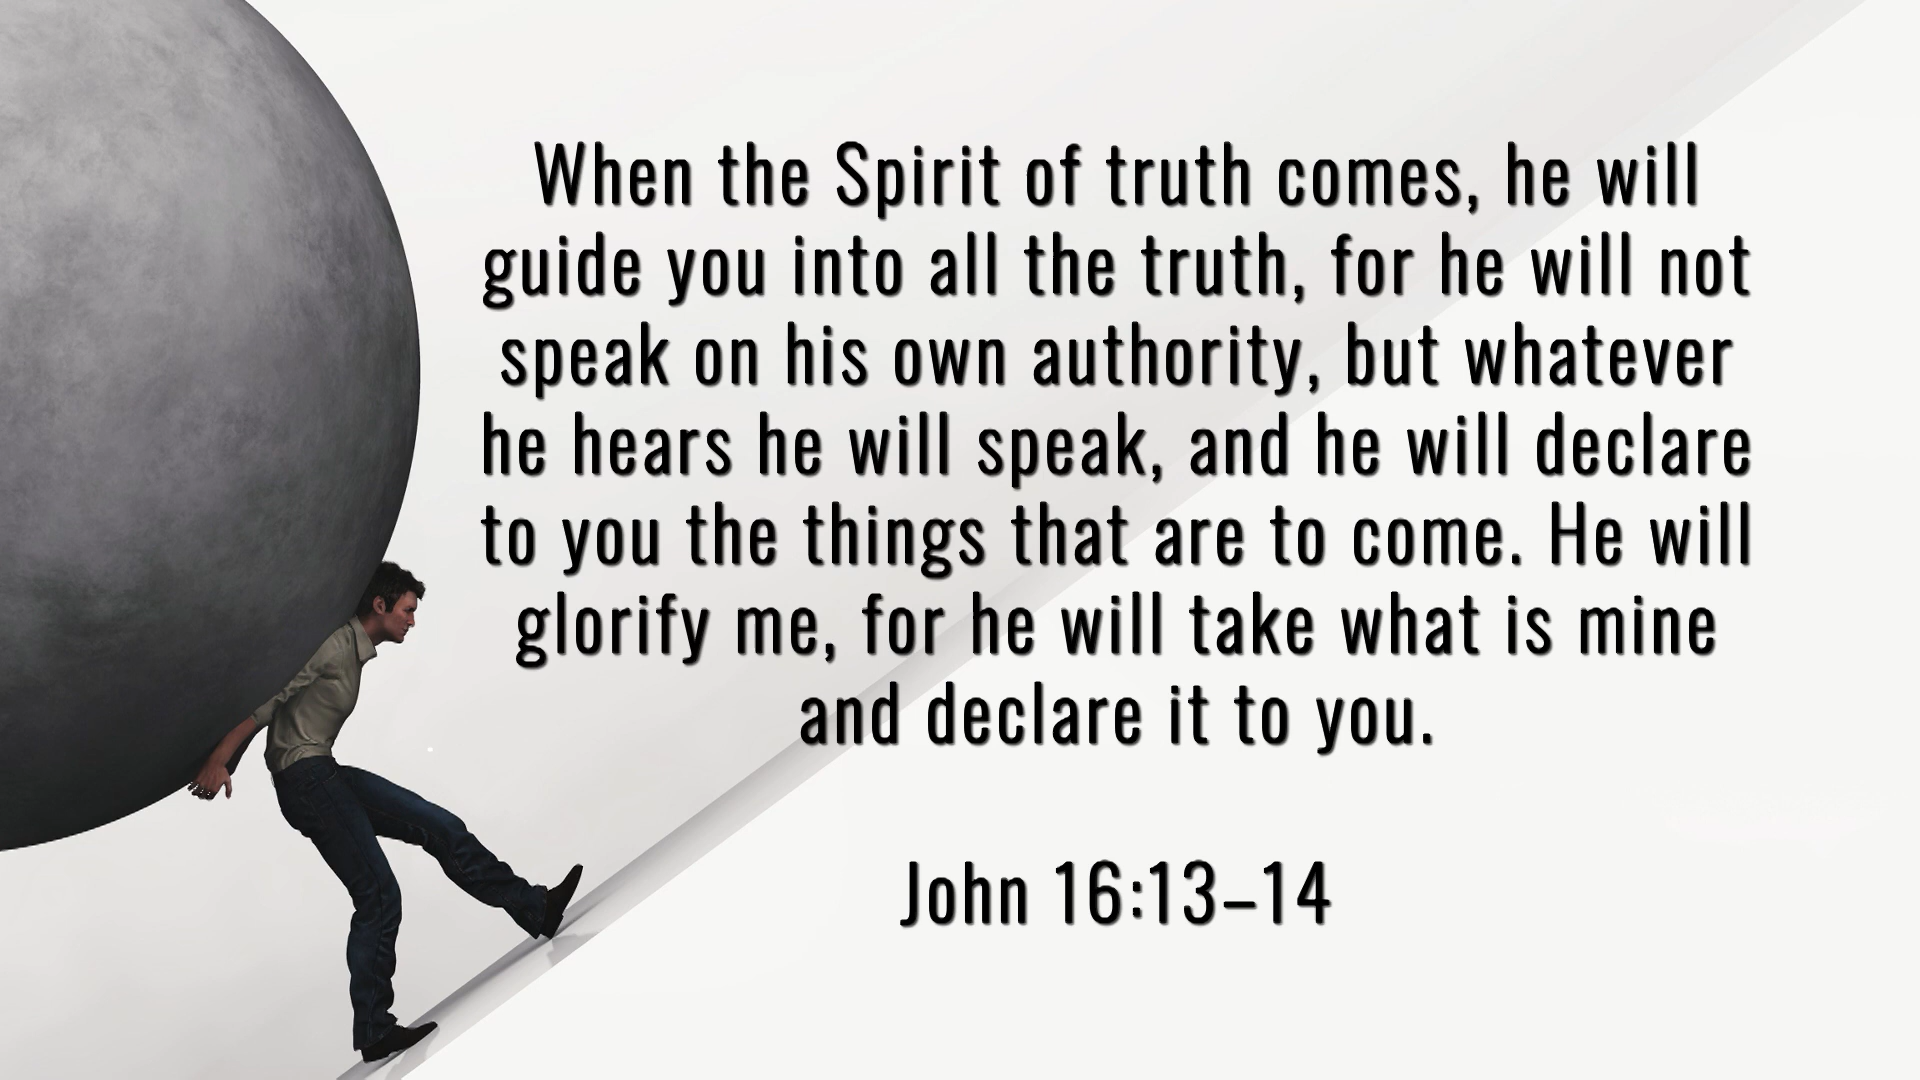 When the Spirit of truth comes, he will
guide you into all the truth, for he will not
speak on his own authority, but whatever
he hears he will speak, and he will declare
to you the things that are to come. He will
glorify me, for he will take what is mine
and declare it to you.
John 16:13–14